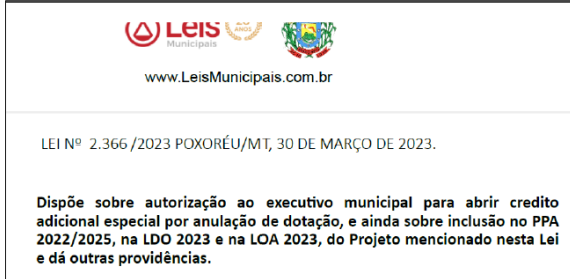 Leis
Municipais
ANOS
www.LeisMunicipais.com.br
LEI Nº 2.366 /2023 POXORÉU/MT, 30 DE MARÇO DE 2023.
Dispõe sobre autorização ao executivo municipal para abrir credito
adicional especial por anulação de dotação, e ainda sobre inclusão no PPA
2022/2025, na LDO 2023 e na LOA 2023, do Projeto mencionado nesta Lei
e dá outras providências.